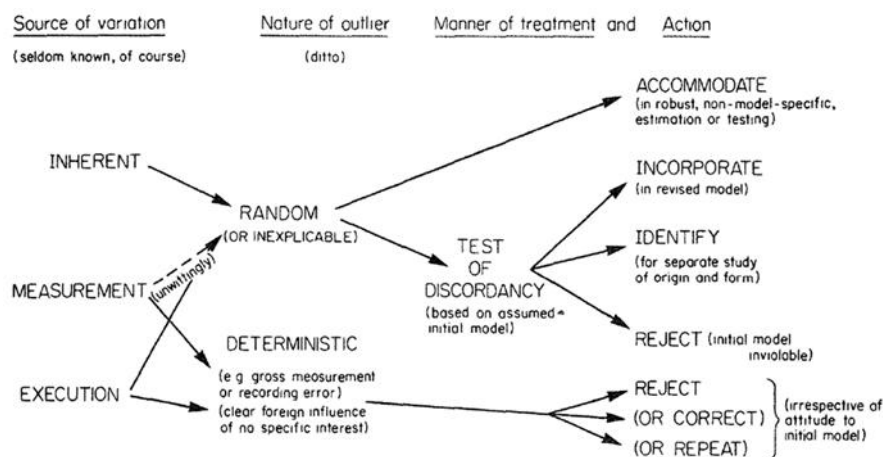 Source of variation
Nature of outlier
Manner of treatment and Action
(seldom known, of course)
(ditto)
ACCOMMODATE
(in robust, non-model-specific,
estimation or testing)
INHERENT
INCORPORATE
(in revised model)
RANDOM
(OR INEXPLICABLE)
IDENTIFY
(for separate study
of origin and form)
TEST
OF
DISCORDANCY
(based on assumed
initial model)
MEASUREMENT
(unwittingly)
REJECT (initial model
inviolable)
DETERMINISTIC
(e g gross measurement
or recording error)
(clear foreign influence
of no specific interest)
EXECUTION
REJECT
(OR CORRECT)
(OR REPEAT)
(irrespective of
attitude to
initial model)